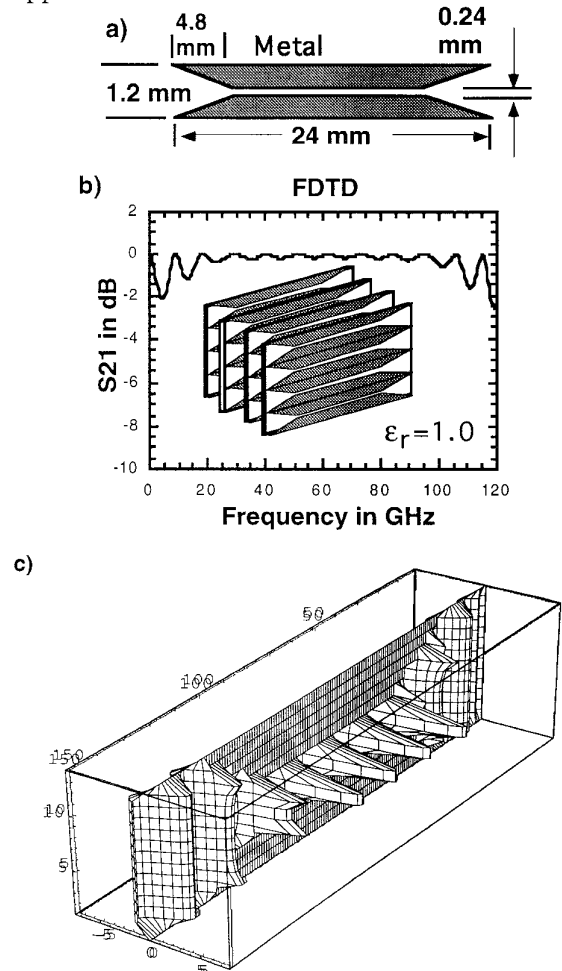 a)
4.8 mm
Metal
0.24 mm
1.2 mm
24 mm
b)
FDTD
S21 in dB
2
0
-2
-4
-6
-8
-10
εr=1.0
0 20 40 60 80 100 120
Frequency in GHz
c)
50
100
150
10
5
-5
0
5